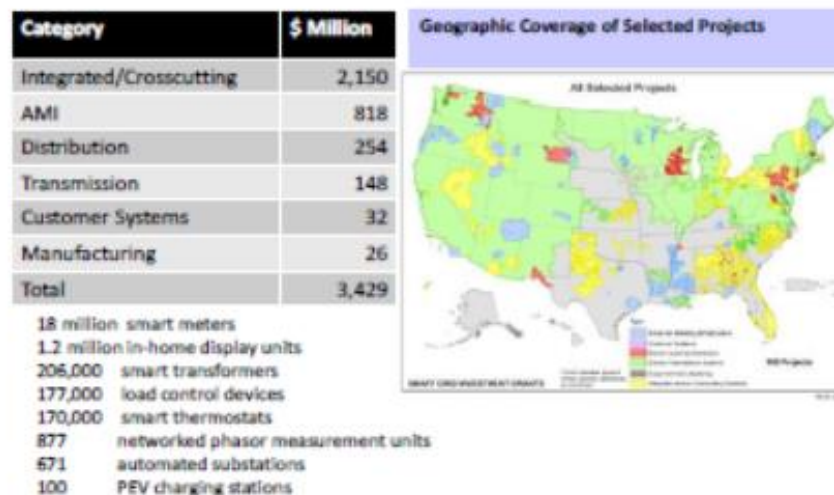 Category $ Million
Integrated/Crosscutting 2,150
AMI 818
Distribution 254
Transmission 148
Customer Systems 32
Manufacturing 26
Total 3,429
18 million smart meters
1.2 million in-home display units
206,000 smart transformers
177,000 load control devices
170,000 smart thermostats
877 networked phasor measurement units
671 automated substations
100 PEV charging stations
Geographic Coverage of Selected Projects
All Selected Projects
SMART GRID INVESTMENT GRANTS